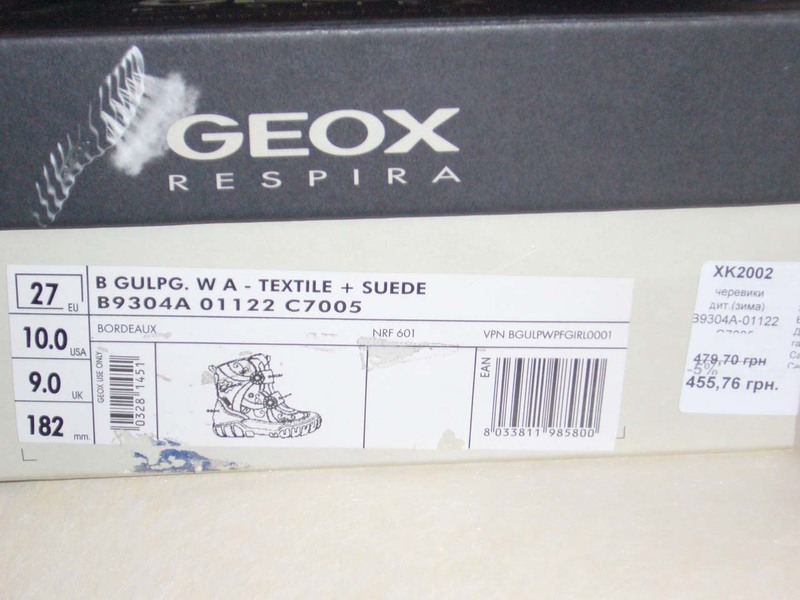 GEOX
RESPIRA
27 EU
10.0 USA
9.0 UK
182 mm.
B GULPG. W A - TEXTILE + SUEDE
B9304A 01122 C7005
BORDEAUX NRF 601 VPN BGULPWPFGIRL0001
GEOX USE ONLY
0328 1451
EAN
8 033811 985800
XK2002
черевики
дит.(зима)
B9304A-01122
479,70 грн
-5%
455,76 грн.